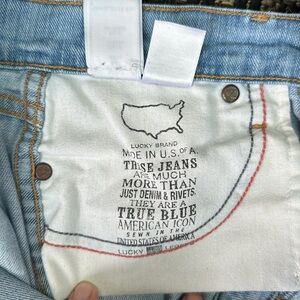 LUCKY BRAND
MADE IN U.S. OF A.
THESE JEANS
ARE MUCH
MORE THAN
JUST DENIM & RIVETS.
THEY ARE A
TRUE BLUE
AMERICAN ICON
SEWN IN THE
UNITED STATES OF AMERICA
LUCKY